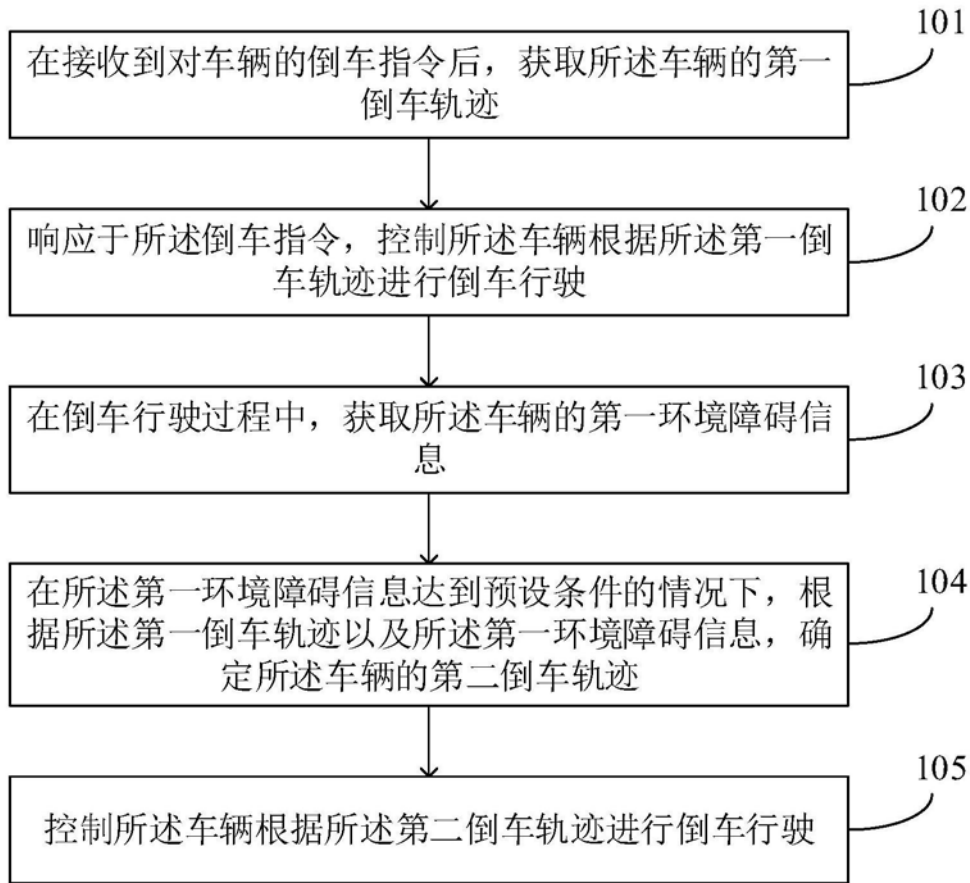 101
在接收到对车辆的倒车指令后，获取所述车辆的第一
倒车轨迹
102
响应于所述倒车指令，控制所述车辆根据所述第一倒
车轨迹进行倒车行驶
103
在倒车行驶过程中，获取所述车辆的第一环境障碍信
息
104
在所述第一环境障碍信息达到预设条件的情况下，根
据所述第一倒车轨迹以及所述第一环境障碍信息，确
定所述车辆的第二倒车轨迹
105
控制所述车辆根据所述第二倒车轨迹进行倒车行驶